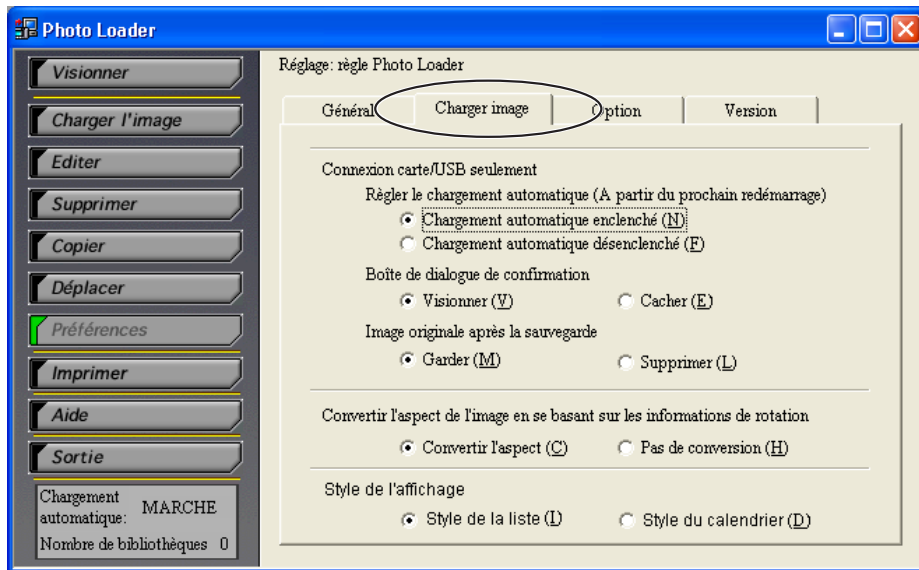 Photo Loader
Visionner
Charger l'image
Editer
Supprimer
Copier
Déplacer
Préférences
Imprimer
Aide
Sortie
Chargement automatique: MARCHE
Nombre de bibliothèques 0
Réglage: règle Photo Loader
Général Charger image Option Version
Connexion carte/USB seulement
Règler le chargement automatique (A partir du prochain redémarrage)
Chargement automatique enclenché (N)
Chargement automatique désenclenché (F)
Boîte de dialogue de confirmation
Visionner (V) Cacher (E)
Image originale après la sauvegarde
Garder (M) Supprimer (L)
Convertir l'aspect de l'image en se basant sur les informations de rotation
Convertir l'aspect (C) Pas de conversion (H)
Style de l'affichage
Style de la liste (I) Style du calendrier (D)